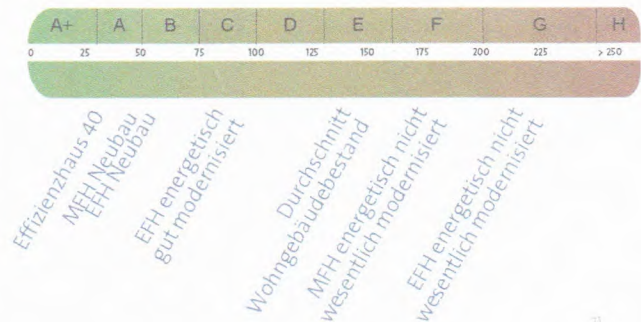 A+ A B C D E F G H
0 25 50 75 100 125 150 175 200 225 > 250
Effizienzhaus 40
MFH Neubau
EFH Neubau
EFH energetisch
gut modernisiert
Durchschnitt
Wohngebäudebestand
MFH energetisch nicht
wesentlich modernisiert
EFH energetisch nicht
wesentlich modernisiert